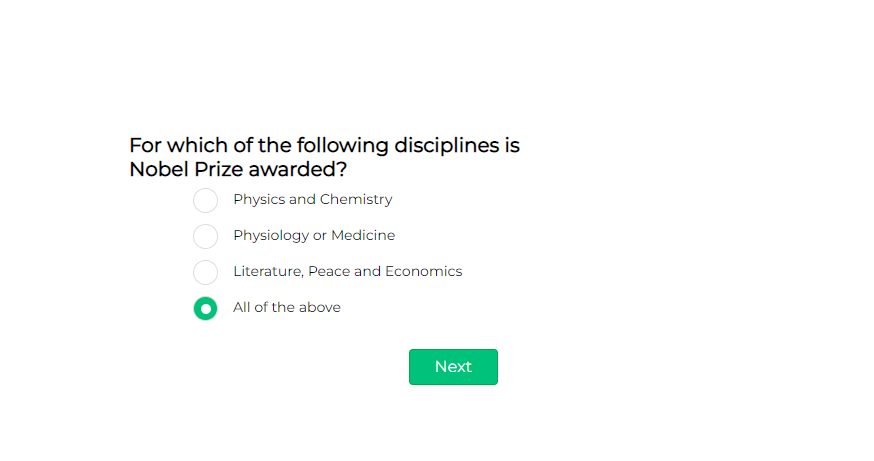 For which of the following disciplines is
Nobel Prize awarded?
Physics and Chemistry
Physiology or Medicine
Literature, Peace and Economics
All of the above
Next